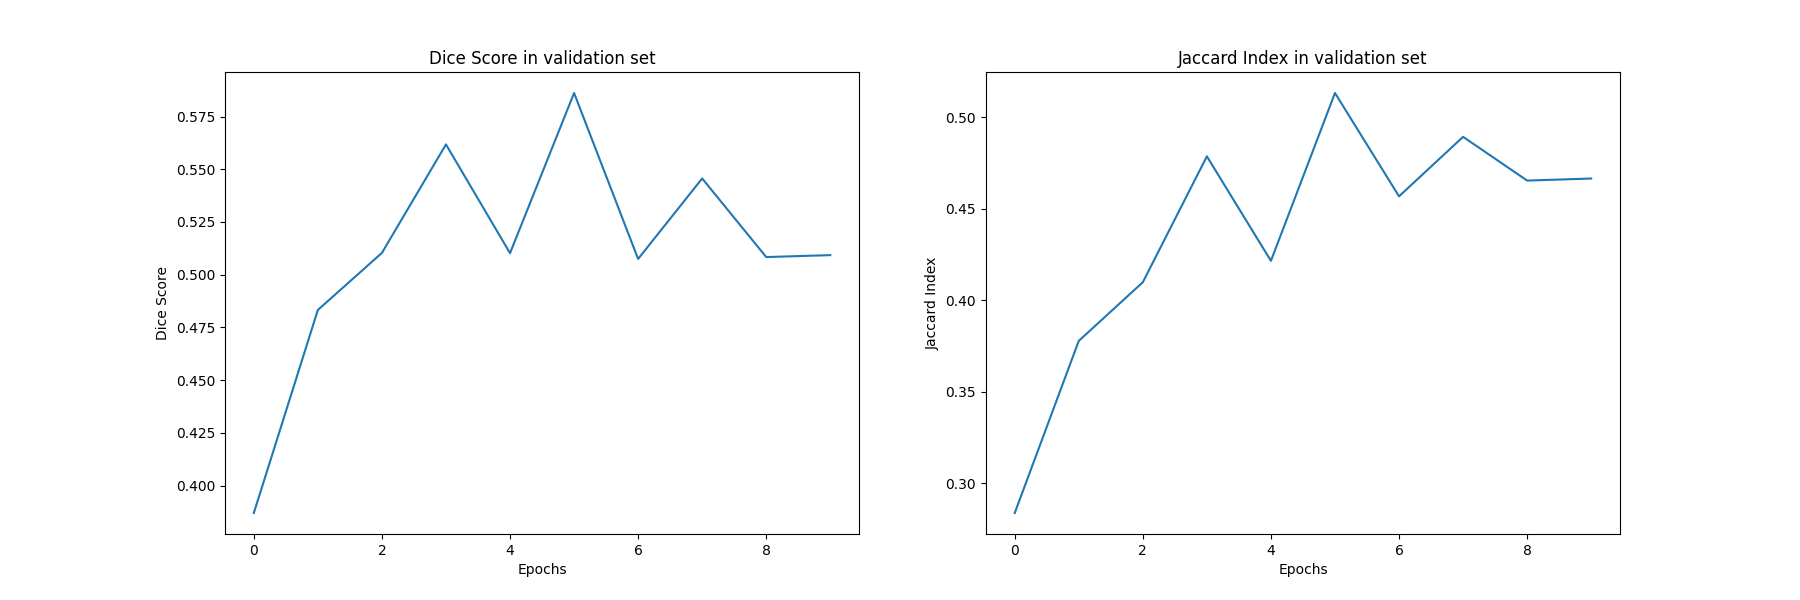 Dice Score in validation set
Dice Score
0.575
0.550
0.525
0.500
0.475
0.450
0.425
0.400
0 2 4 6 8
Epochs
Jaccard Index in validation set
Jaccard Index
0.50
0.45
0.40
0.35
0.30
0 2 4 6 8
Epochs